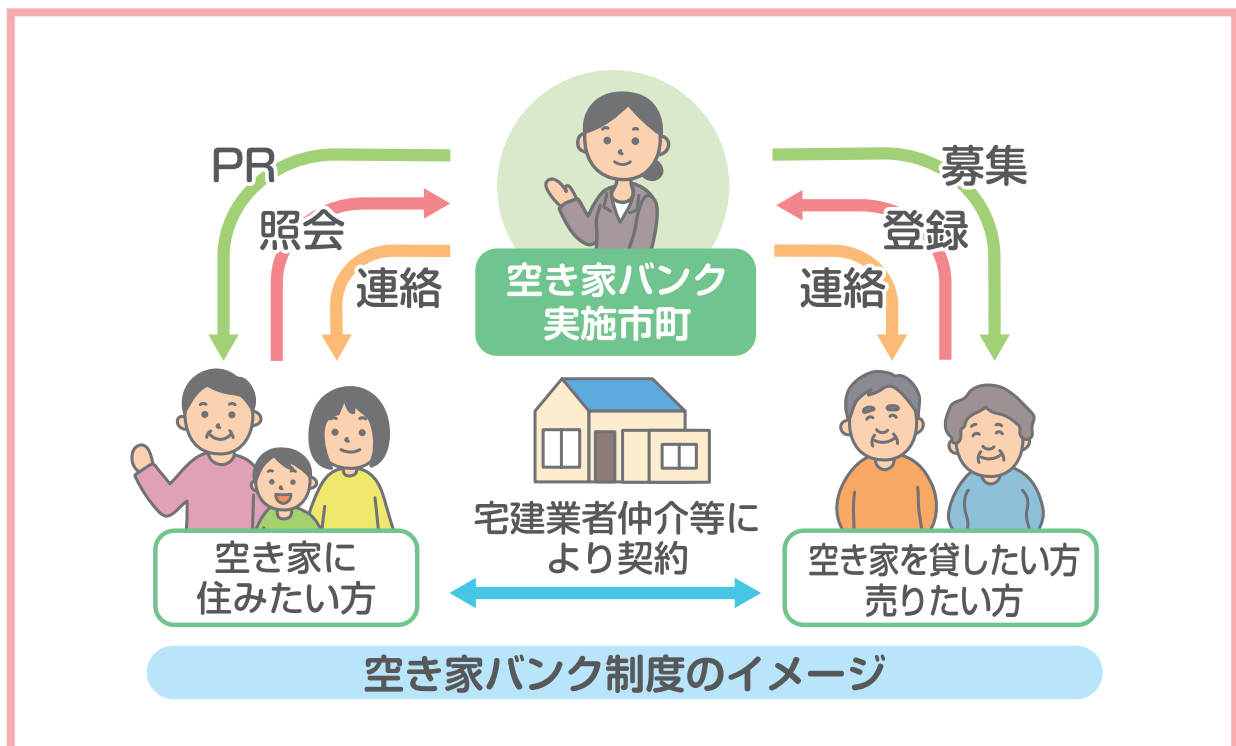 PR
照会
連絡
募集
登録
連絡
空き家バンク
実施市町
宅建業者仲介等に
より契約
空き家に
住みたい方
空き家を貸したい方
売りたい方
空き家バンク制度のイメージ